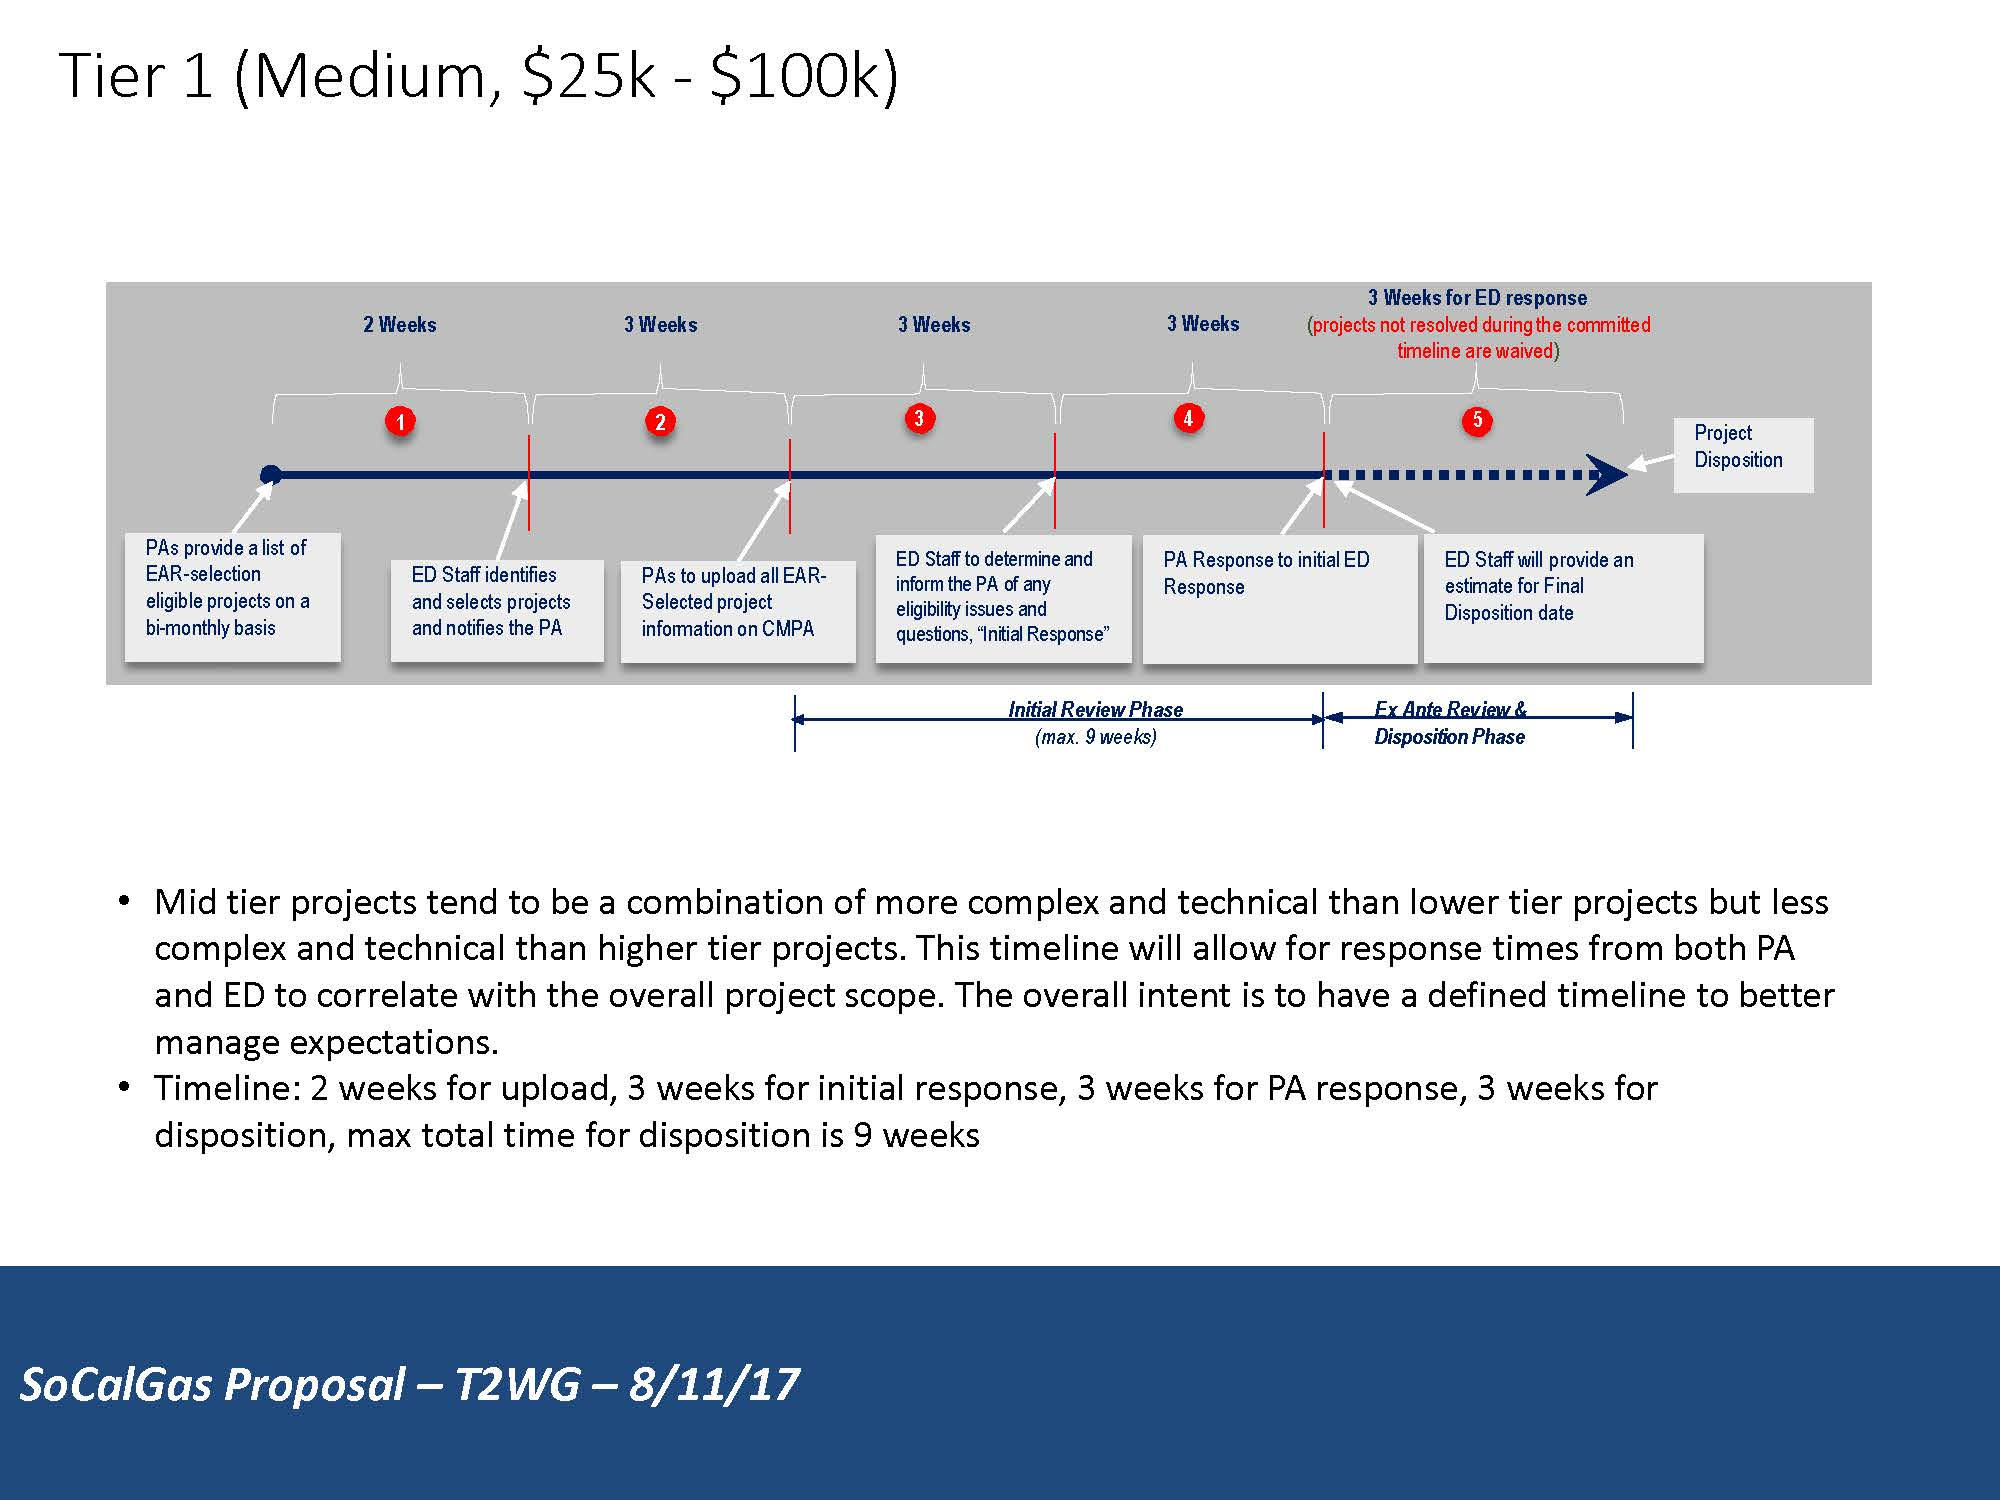 Tier 1 (Medium, $25k - $100k)
2 Weeks
3 Weeks
3 Weeks
3 Weeks
3 Weeks for ED response
(projects not resolved during the committed
timeline are waived)
1
2
3
4
5
Project
Disposition
PAs provide a list of
EAR-selection
eligible projects on a
bi-monthly basis
ED Staff identifies
and selects projects
and notifies the PA
PAs to upload all EAR-
Selected project
information on CMPA
ED Staff to determine and
inform the PA of any
eligibility issues and
questions, “Initial Response”
PA Response to initial ED
Response
ED Staff will provide an
estimate for Final
Disposition date
Initial Review Phase
(max. 9 weeks)
Ex Ante Review &
Disposition Phase
• Mid tier projects tend to be a combination of more complex and technical than lower tier projects but less
complex and technical than higher tier projects. This timeline will allow for response times from both PA
and ED to correlate with the overall project scope. The overall intent is to have a defined timeline to better
manage expectations.
• Timeline: 2 weeks for upload, 3 weeks for initial response, 3 weeks for PA response, 3 weeks for
disposition, max total time for disposition is 9 weeks
SoCalGas Proposal – T2WG – 8/11/17